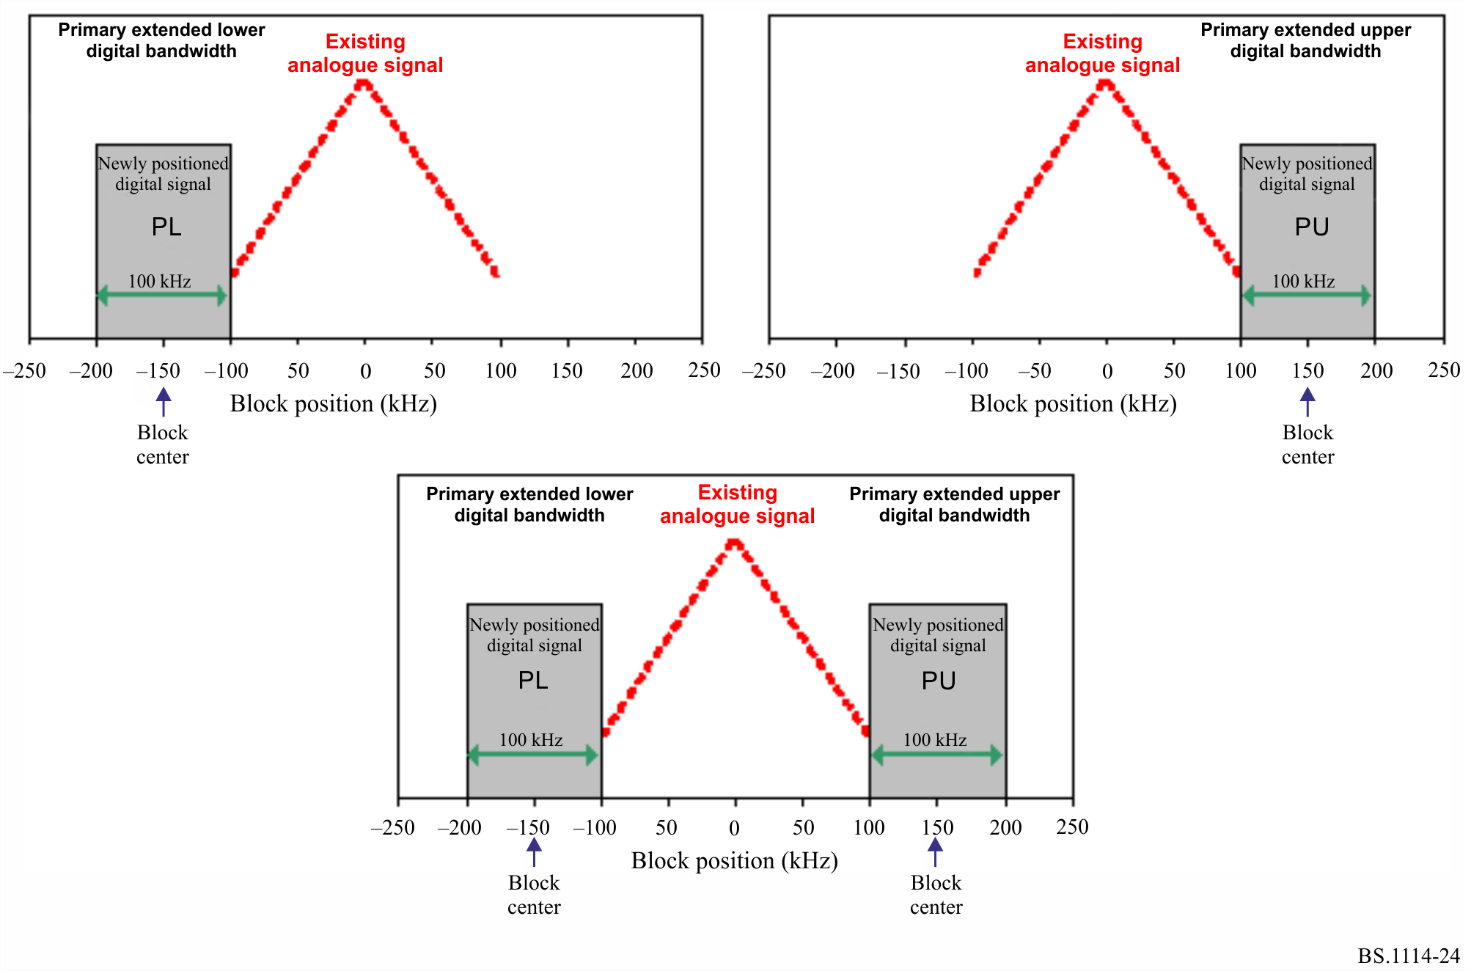 Primary extended lower
digital bandwidth
Existing
analogue signal
Newly positioned
digital signal
PL
100 kHz
–250 –200 –150 –100 50 0 50 100 150 200 250
Block position (kHz)
Block
center
Existing
analogue signal
Primary extended upper
digital bandwidth
Newly positioned
digital signal
PU
100 kHz
–250 –200 –150 –100 –50 0 50 100 150 200 250
Block position (kHz)
Block
center
Primary extended lower
digital bandwidth
Existing
analogue signal
Primary extended upper
digital bandwidth
Newly positioned
digital signal
PL
100 kHz
Newly positioned
digital signal
PU
100 kHz
–250 –200 –150 –100 50 0 50 100 150 200 250
Block position (kHz)
Block
center
Block
center
BS.1114-24